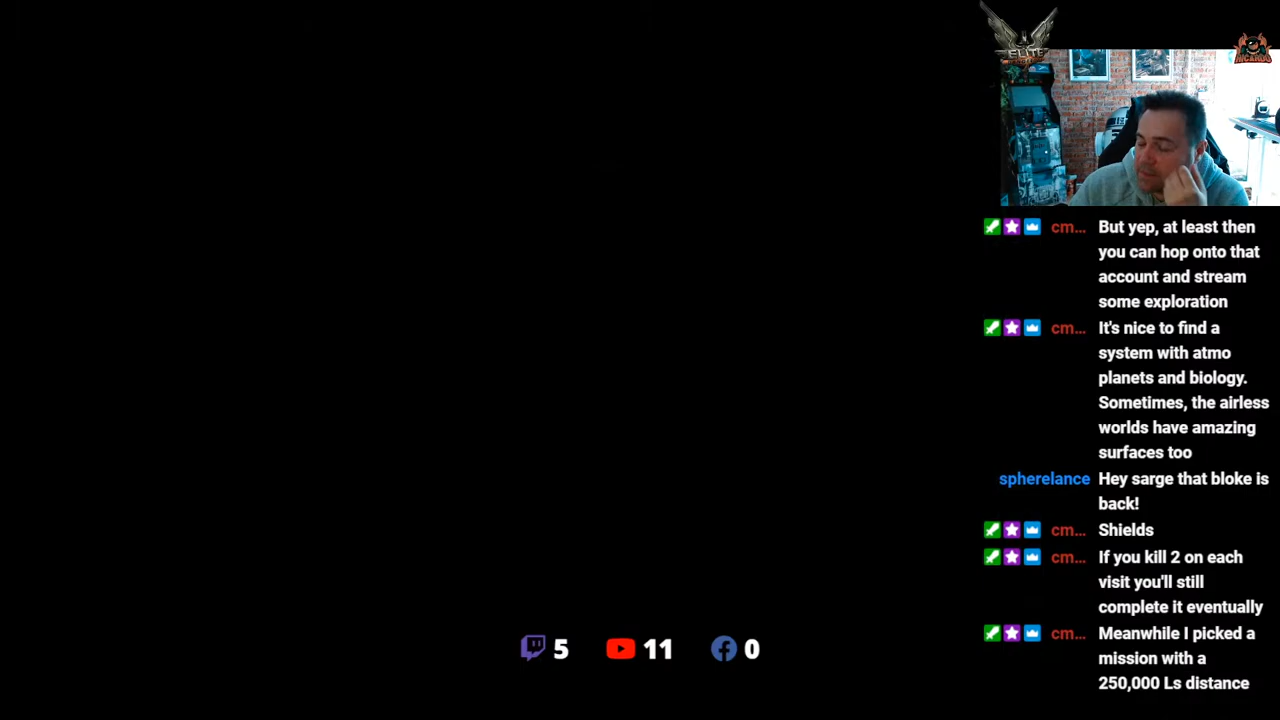 ELITE
RICARDO
cm... But yep, at least then
you can hop onto that
account and stream
some exploration
cm... It's nice to find a
system with atmo
planets and biology.
Sometimes, the airless
worlds have amazing
surfaces too
spherelance Hey sarge that bloke is
back!
cm... Shields
cm... If you kill 2 on each
visit you'll still
complete it eventually
cm... Meanwhile I picked a
mission with a
250,000 Ls distance
5 11 0